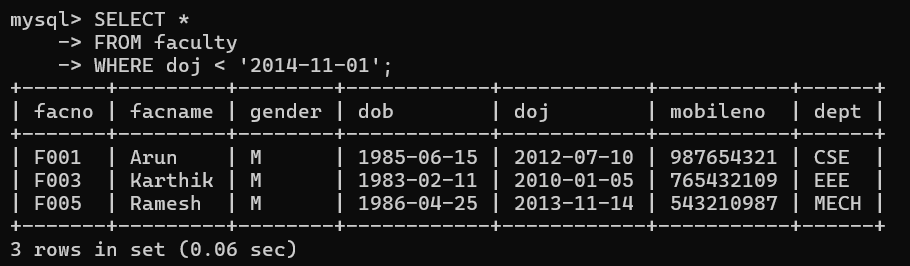 mysql> SELECT *
    -> FROM faculty
    -> WHERE doj < '2014-11-01';
+-------+---------+--------+------------+------------+-----------+------+
| facno | facname | gender | dob        | doj        | mobileno  | dept |
+-------+---------+--------+------------+------------+-----------+------+
| F001  | Arun    | M      | 1985-06-15 | 2012-07-10 | 987654321 | CSE  |
| F003  | Karthik | M      | 1983-02-11 | 2010-01-05 | 765432109 | EEE  |
| F005  | Ramesh  | M      | 1986-04-25 | 2013-11-14 | 543210987 | MECH |
+-------+---------+--------+------------+------------+-----------+------+
3 rows in set (0.06 sec)